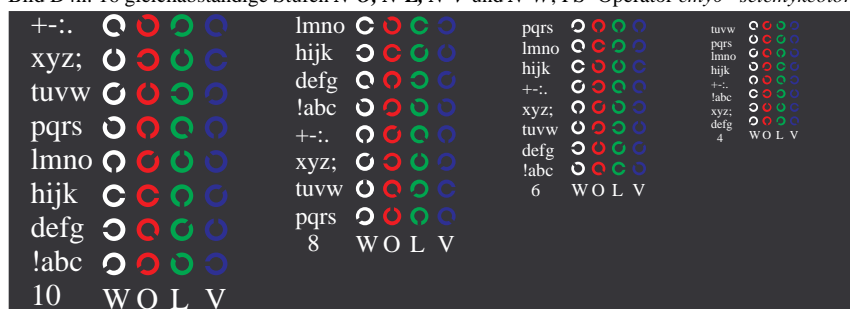 +-:.
xyz;
tuvw
pqrs
lmno
hijk
defg
!abc
10 W O L V
lmno
hijk
defg
!abc
+-:.
xyz;
tuvw
pqrs
8 W O L V
pqrs
lmno
hijk
+-:.
xyz;
tuvw
defg
!abc
6 W O L V
tuvw
pqrs
lmno
hijk
+-:.
!abc
xyz;
defg
4 W O L V